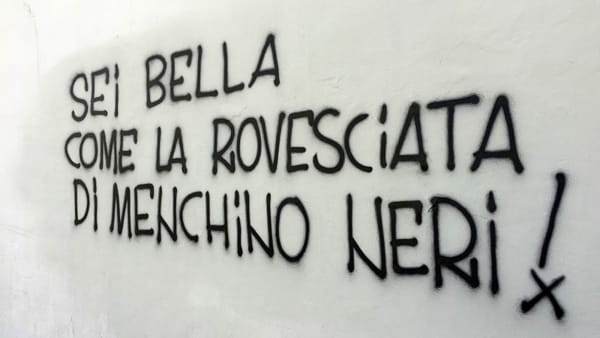 SEi BELLA
COME LA ROVESCiATA
Di MENCHiNO NERi!